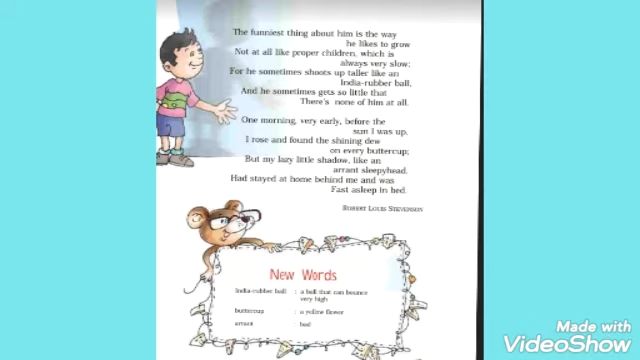 The funniest thing about him is the way
he likes to grow
Not at all like proper children, which is
always very slow;
For he sometimes shoots up taller like an
India-rubber ball,
And he sometimes gets so little that
There's none of him at all.
One morning, very early, before the
sun I was up,
I rose and found the shining dew
on every buttercup;
But my lazy little shadow, like an
arrant sleepyhead.
Had stayed at home behind me and was
Fast asleep in bed.
ROBERT LOUIS STEVENSON
New Words
India-rubber ball : a ball that can bounce
very high
buttercup : a yollow flower
arrant : bad
Made with
VideoShow